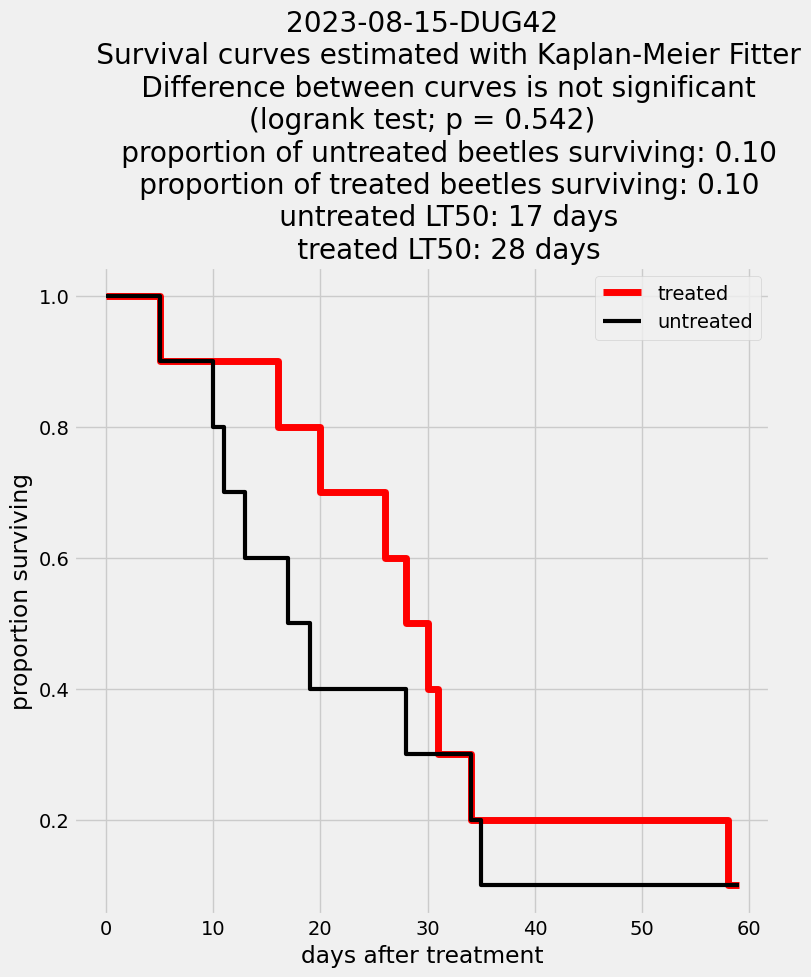 2023-08-15-DUG42
Survival curves estimated with Kaplan-Meier Fitter
Difference between curves is not significant
(logrank test; p = 0.542)
proportion of untreated beetles surviving: 0.10
proportion of treated beetles surviving: 0.10
untreated LT50: 17 days
treated LT50: 28 days
treated
untreated
proportion surviving
1.0
0.8
0.6
0.4
0.2
0 10 20 30 40 50 60
days after treatment